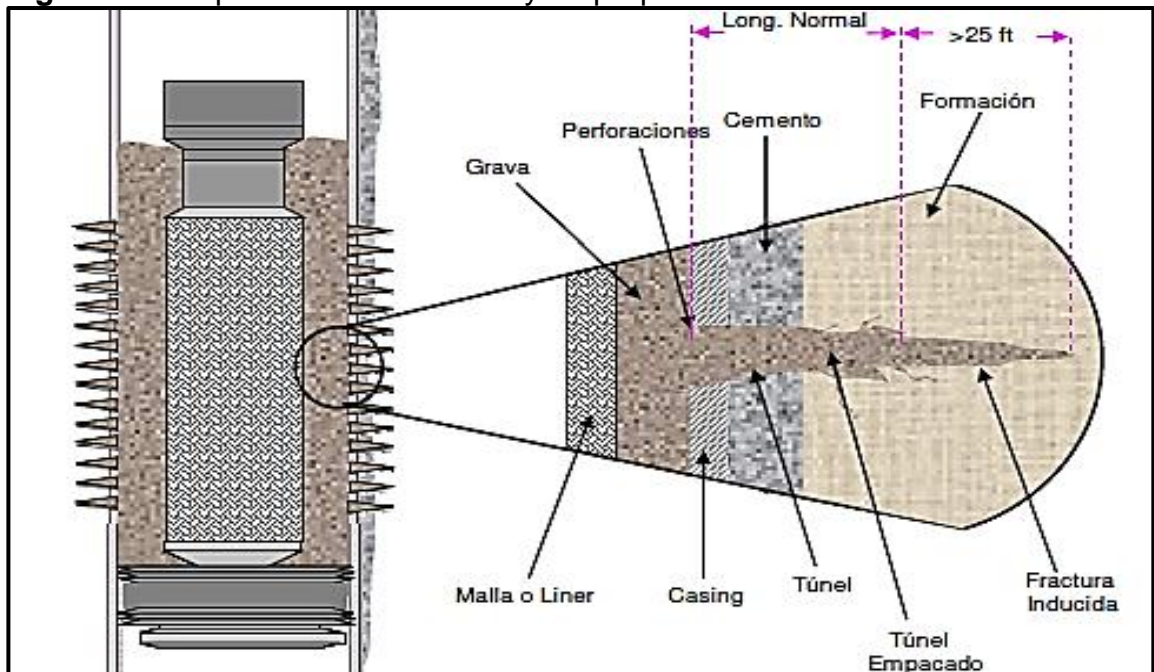 Long. Normal
>25 ft
Formación
Perforaciones
Cemento
Grava
Malla o Liner
Casing
Túnel
Fractura
Inducida
Túnel
Empacado